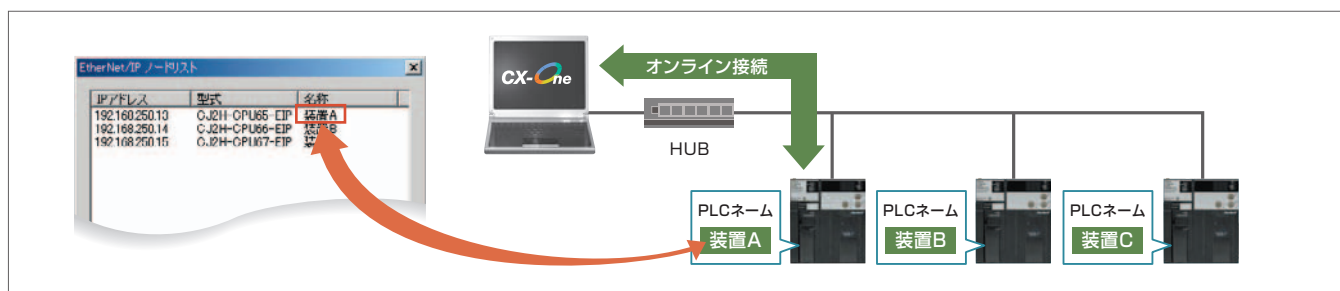 EtherNet/IP ノードリスト
IPアドレス 型式 名称
192.168.250.13 CJ2H-CPU65-EIP 装置A
192.168.250.14 CJ2H-CPU66-EIP 装置B
192.168.250.15 CJ2H-CPU67-EIP
CX-One
オンライン接続
HUB
PLCネーム
装置A
PLCネーム
装置B
PLCネーム
装置C